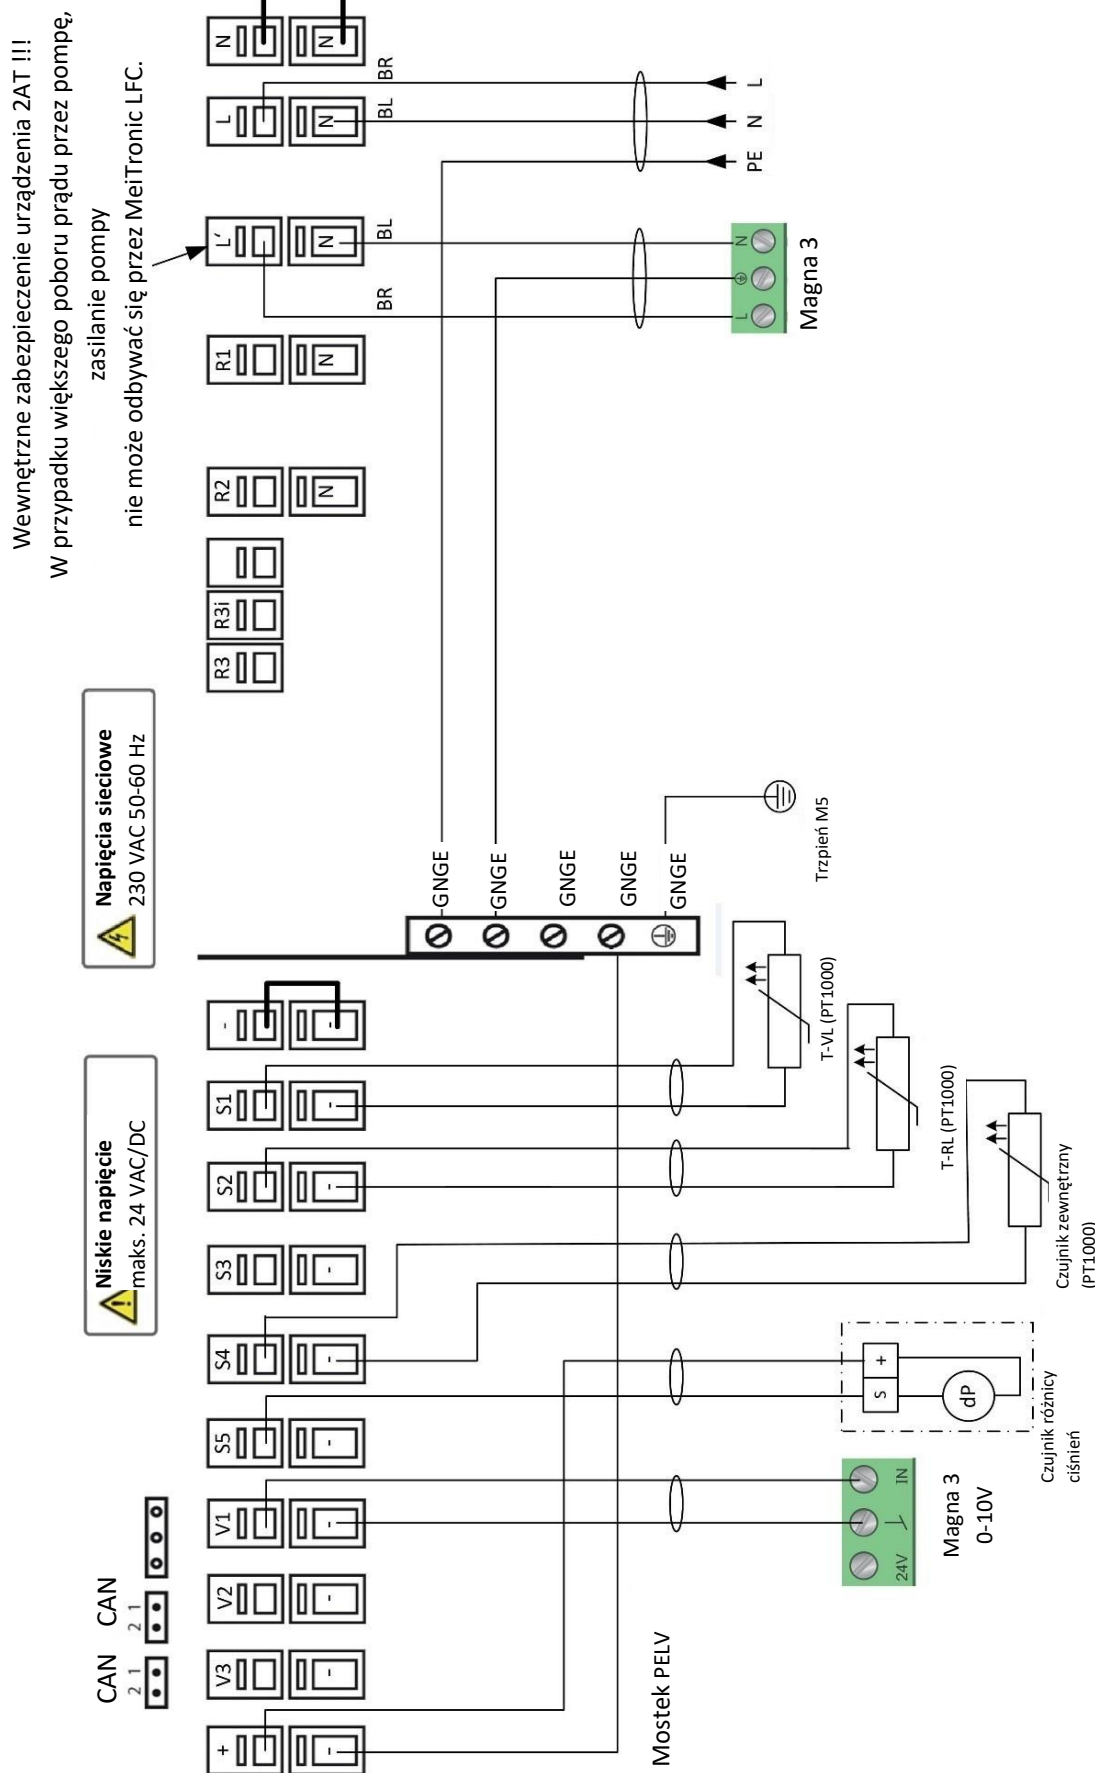 Wewnętrzne zabezpieczenie urządzenia 2AT !!!
W przypadku większego poboru prądu przez pompę,
zasilanie pompy
nie może odbywać się przez MeiTronic LFC.
Niskie napięcie
maks. 24 VAC/DC
Napięcia sieciowe
230 VAC 50-60 Hz
CAN
CAN
2 1
2 1
+ V3 V2 V1 S5 S4 S3 S2 S1 - R3 R3i R2 R1 L' L N
- - - - - - - - - - N N N N N
BR
BL
BL
BR
GNGE
GNGE
GNGE
GNGE
GNGE
Mostek PELV
Trzpień M5
PE N L
L N
Magna 3
T-VL (PT1000)
T-RL (PT1000)
Czujnik zewnętrzny
(PT1000)
S +
dP
Czujnik różnicy
ciśnień
24V IN
Magna 3
0-10V